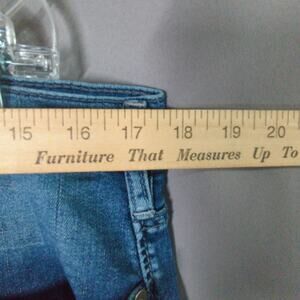 15 16 17 18 19 20
Furniture That Measures Up To